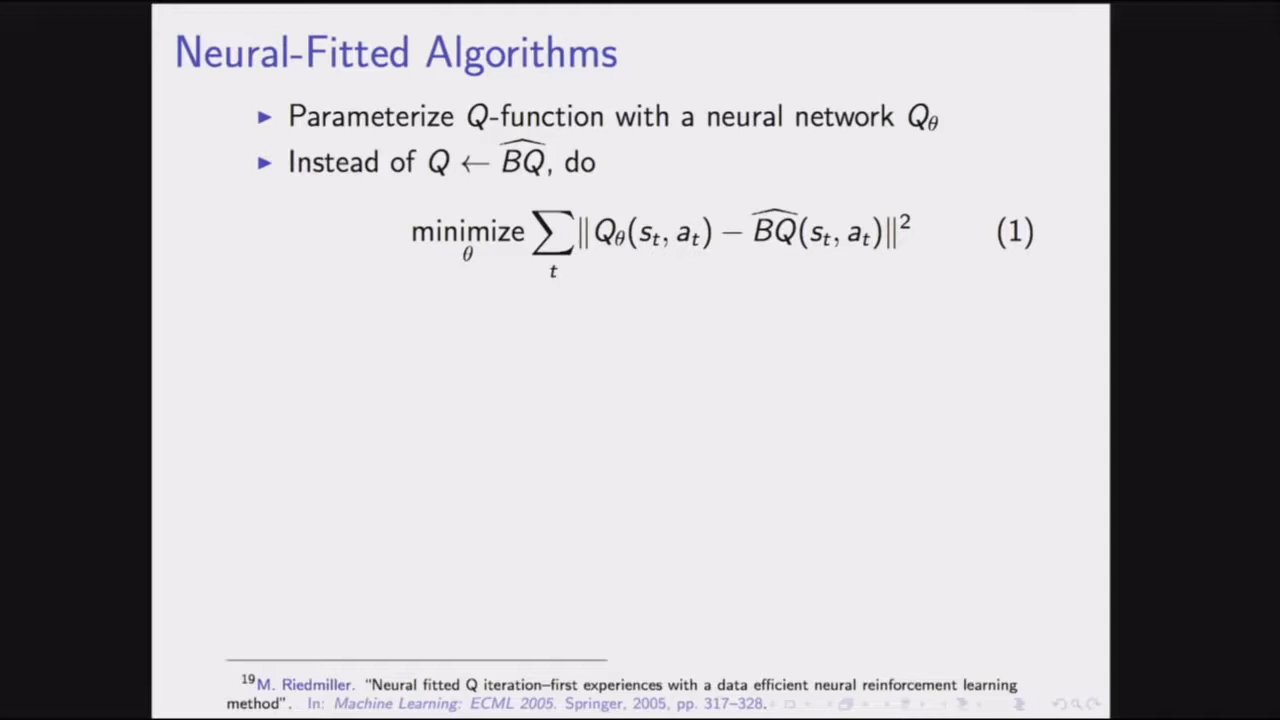 Neural-Fitted Algorithms
▶ Parameterize Q-function with a neural network Q_θ
▶ Instead of Q ← \widehat{BQ}, do
minimize_θ ∑_t ‖Q_θ(s_t, a_t) − \widehat{BQ}(s_t, a_t)‖² (1)
¹⁹M. Riedmiller. “Neural fitted Q iteration–first experiences with a data efficient neural reinforcement learning
method”. In: Machine Learning: ECML 2005. Springer, 2005, pp. 317–328.